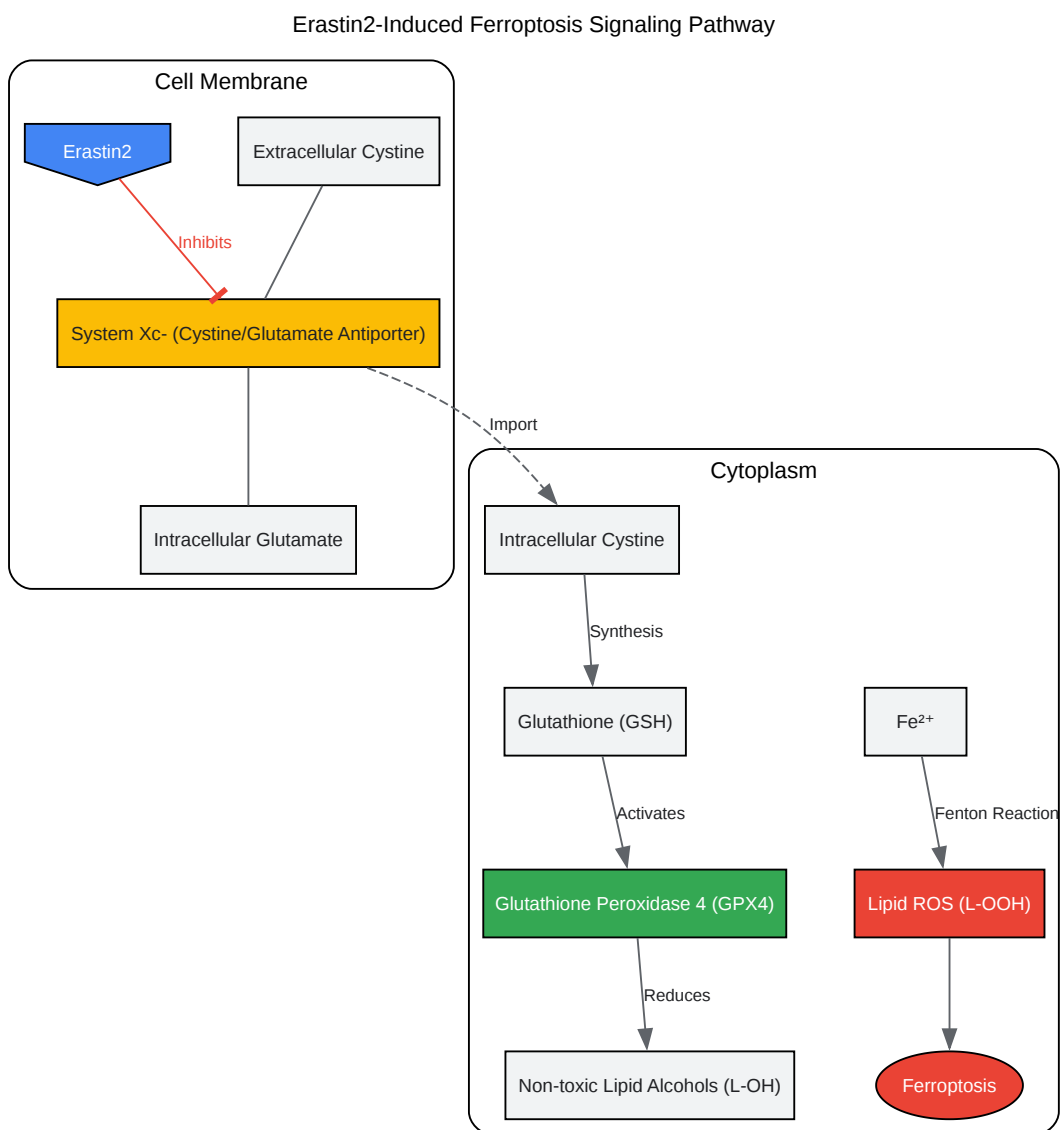 Erastin2-Induced Ferroptosis Signaling Pathway
Cell Membrane
Erastin2
Extracellular Cystine
Inhibits
System Xc- (Cystine/Glutamate Antiporter)
Import
Intracellular Glutamate
Cytoplasm
Intracellular Cystine
Synthesis
Glutathione (GSH)
Fe²⁺
Activates
Fenton Reaction
Glutathione Peroxidase 4 (GPX4)
Lipid ROS (L-OOH)
Reduces
Non-toxic Lipid Alcohols (L-OH)
Ferroptosis